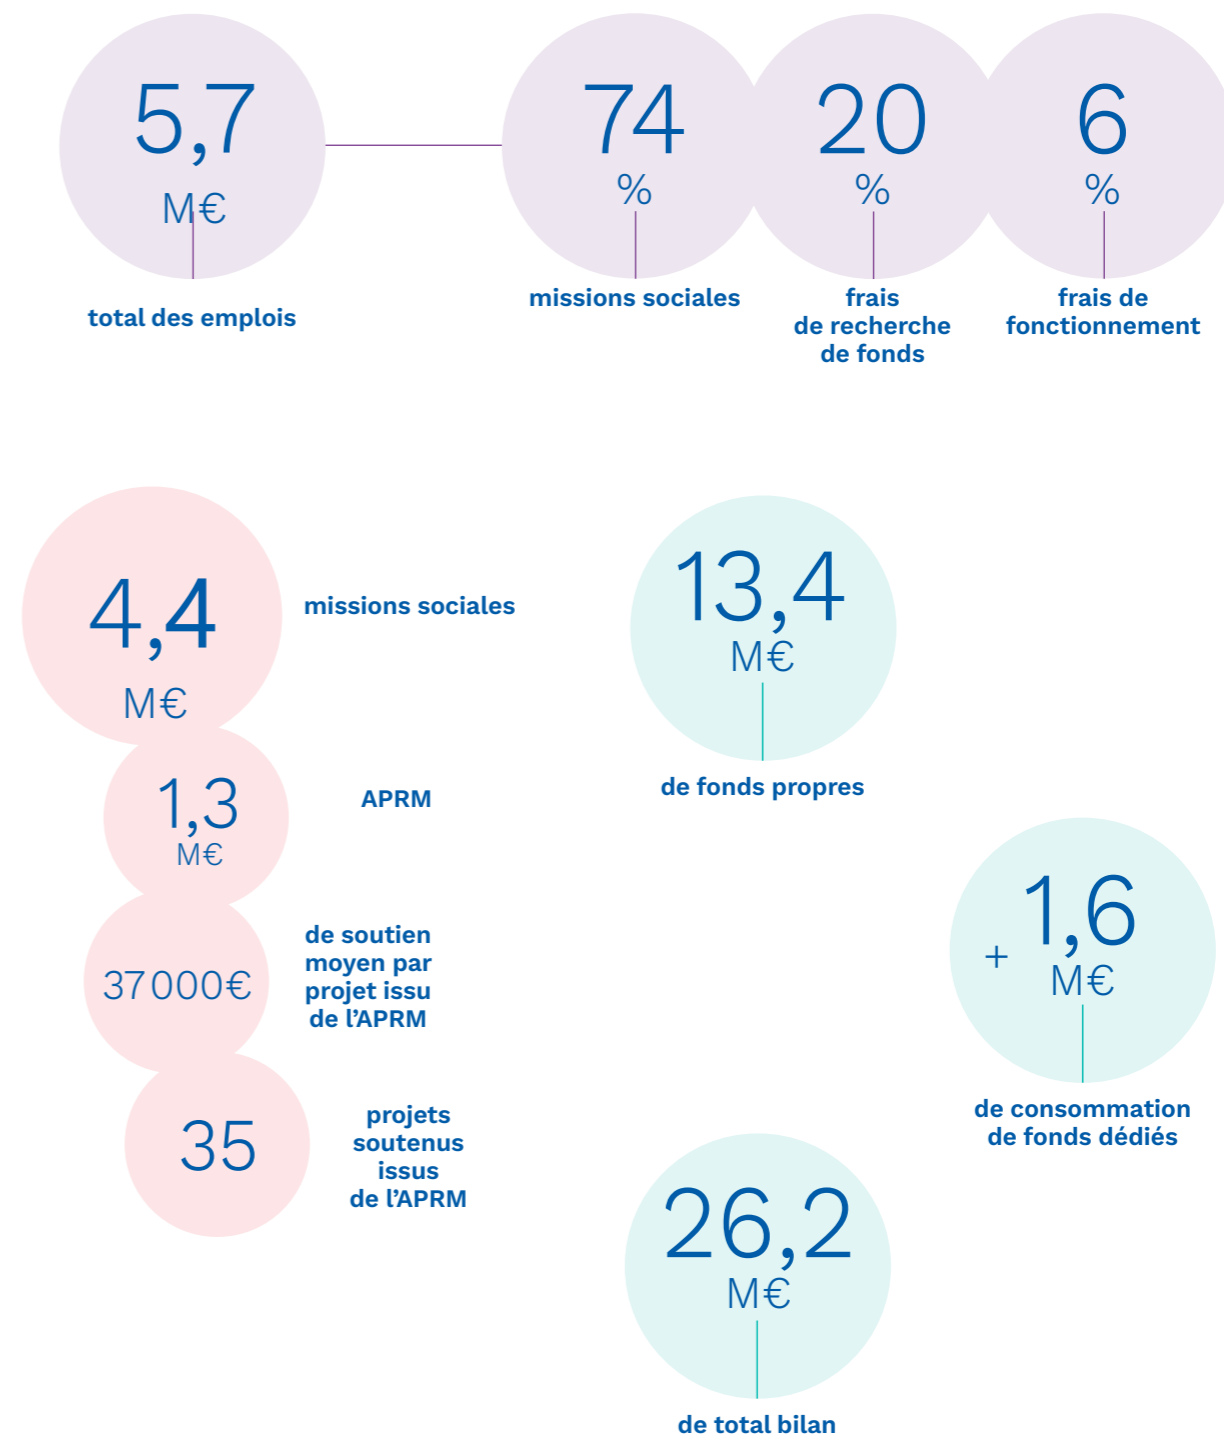 5,7
M€
total des emplois
74
%
missions sociales
20
%
frais
de recherche
de fonds
6
%
frais de
fonctionnement
4,4
M€
missions sociales
1,3
M€
APRM
37 000€
de soutien
moyen par
projet issu
de l’APRM
35
projets
soutenus
issus
de l’APRM
13,4
M€
de fonds propres
+ 1,6
M€
de consommation
de fonds dédiés
26,2
M€
de total bilan